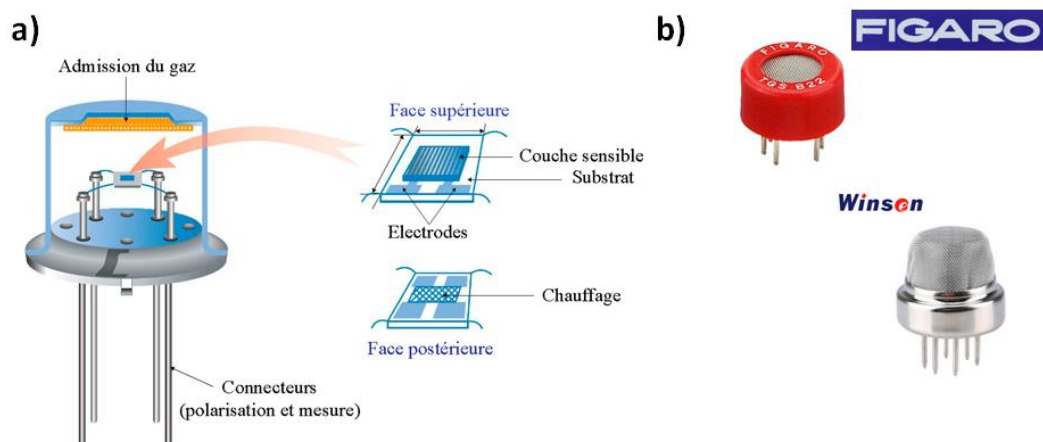 a)
Admission du gaz
Face supérieure
Couche sensible
Substrat
Electrodes
Chauffage
Face postérieure
Connecteurs
(polarisation et mesure)
b)
FIGARO
FIGARO
TGS 822
Winsen